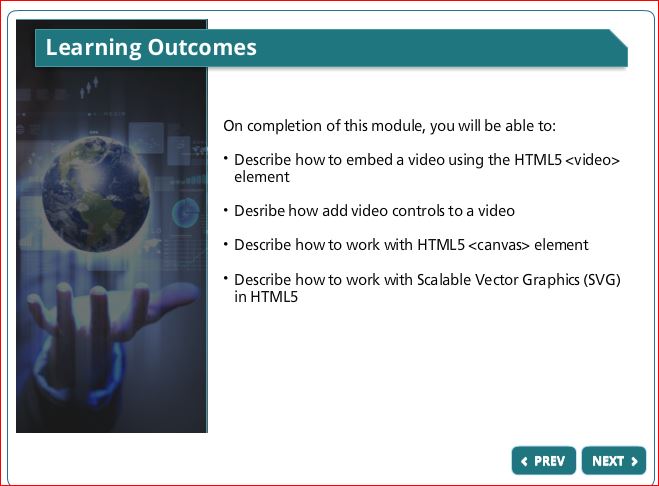 Learning Outcomes
On completion of this module, you will be able to:
• Describe how to embed a video using the HTML5 <video>
element
• Desribe how add video controls to a video
• Describe how to work with HTML5 <canvas> element
• Describe how to work with Scalable Vector Graphics (SVG)
in HTML5
PREV
NEXT